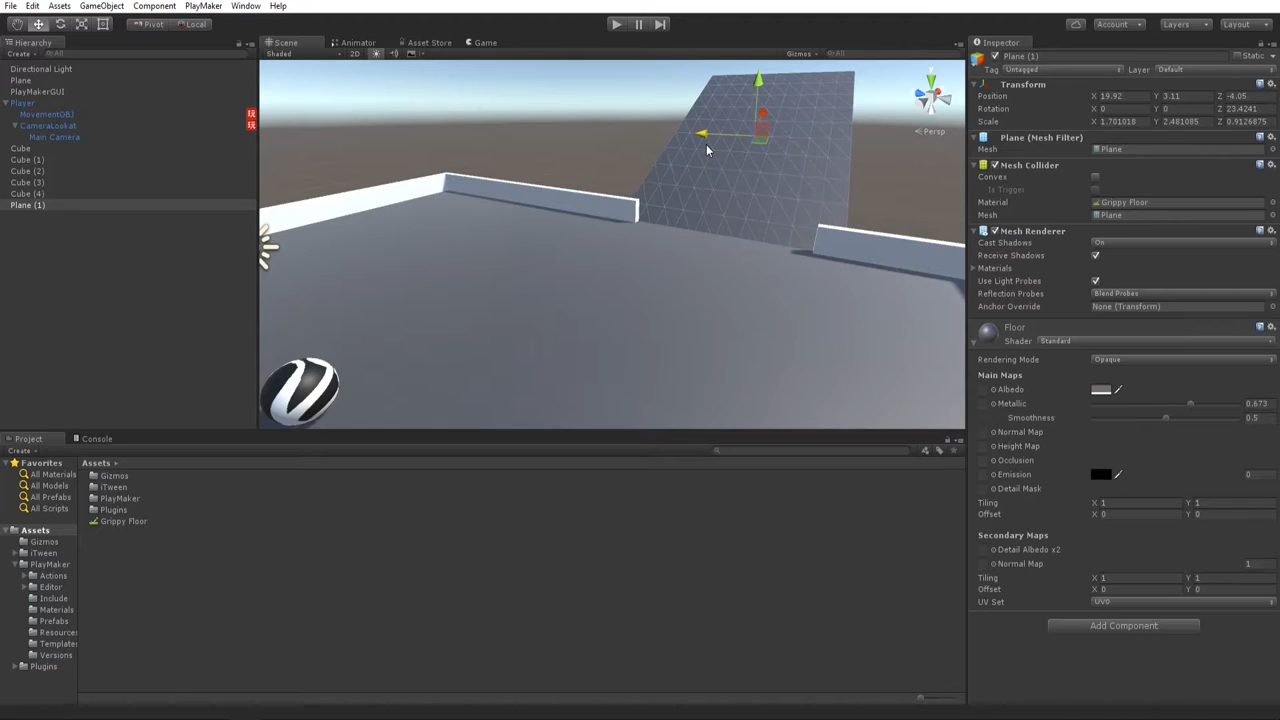 File Edit Assets GameObject Component PlayMaker Window Help
Pivot Local Account Layers Layout
Hierarchy
Create All
Directional Light
Plane
PlayMakerGUI
Player
MovementOBJ
CameraLookat
Main Camera
Cube
Cube (1)
Cube (2)
Cube (3)
Cube (4)
Plane (1)
Scene Animator Asset Store Game
Shaded 2D Gizmos All
y
Persp
Inspector
Plane (1) Static
Tag Untagged Layer Default
Transform
Position X 19.92 Y 3.11 Z -4.05
Rotation X 0 Y 0 Z 23.4241
Scale X 1.701018 Y 2.481085 Z 0.9126875
Plane (Mesh Filter)
Mesh Plane
Mesh Collider
Convex
Is Trigger
Material Grippy Floor
Mesh Plane
Mesh Renderer
Cast Shadows On
Receive Shadows
Materials
Use Light Probes
Reflection Probes Blend Probes
Anchor Override None (Transform)
Floor
Shader Standard
Rendering Mode Opaque
Main Maps
Albedo
Metallic 0.673
Smoothness 0.5
Normal Map
Height Map
Occlusion
Emission 0
Detail Mask
Tiling X 1 Y 1
Offset X 0 Y 0
Secondary Maps
Detail Albedo x2
Normal Map 1
Tiling X 1 Y 1
Offset X 0 Y 0
UV Set UV0
Add Component
Project Console
Create
Favorites
All Materials
All Models
All Prefabs
All Scripts
Assets
Gizmos
iTween
PlayMaker
Actions
Editor
Include
Materials
Prefabs
Resources
Templates
Versions
Plugins
Assets
Gizmos
iTween
PlayMaker
Plugins
Grippy Floor